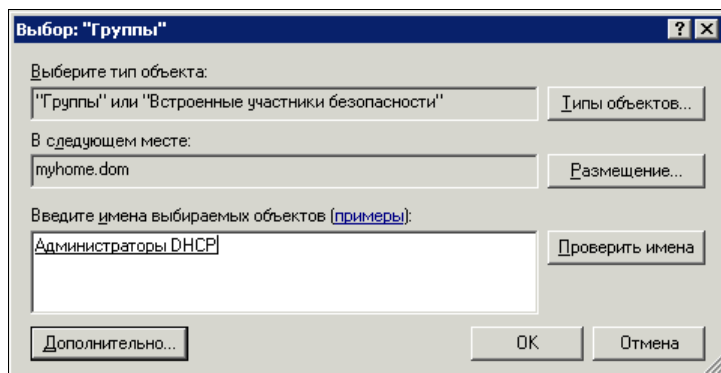 Выбор: "Группы"
Выберите тип объекта:
"Группы" или "Встроенные участники безопасности"
Типы объектов...
В следующем месте:
myhome.dom
Размещение...
Введите имена выбираемых объектов (примеры):
Администраторы DHCP
Проверить имена
Дополнительно...
OK
Отмена